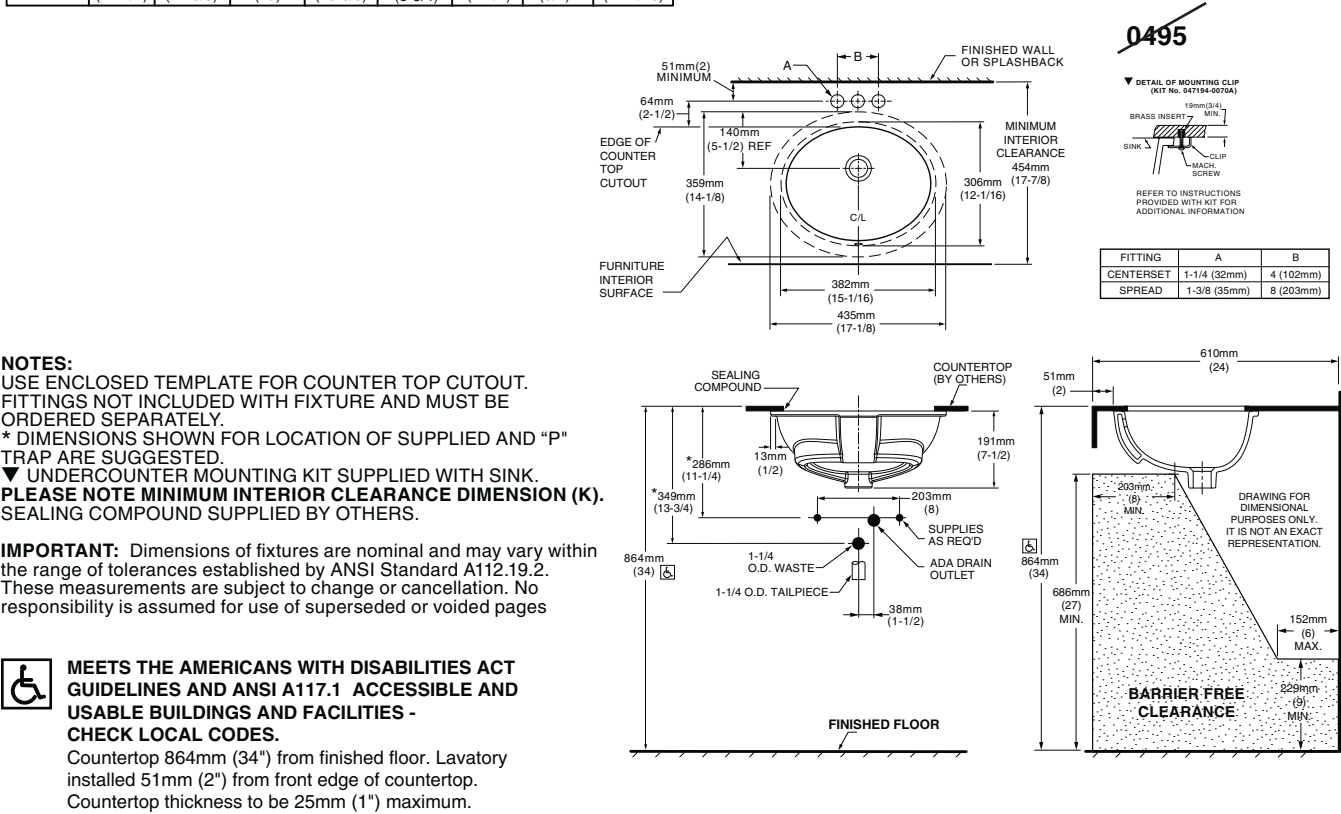 0495
FINISHED WALL
OR SPLASHBACK
A
B
51mm(2)
MINIMUM
64mm
(2-1/2)
140mm
(5-1/2) REF
EDGE OF
COUNTER
TOP
CUTOUT
359mm
(14-1/8)
MINIMUM
INTERIOR
CLEARANCE
454mm
(17-7/8)
306mm
(12-1/16)
C/L
FURNITURE
INTERIOR
SURFACE
382mm
(15-1/16)
435mm
(17-1/8)
▼ DETAIL OF MOUNTING CLIP
(KIT No. 047194-0070A)
19mm(3/4)
MIN.
BRASS INSERT
SINK
CLIP
MACH.
SCREW
REFER TO INSTRUCTIONS
PROVIDED WITH KIT FOR
ADDITIONAL INFORMATION
FITTING A B
CENTERSET 1-1/4 (32mm) 4 (102mm)
SPREAD 1-3/8 (35mm) 8 (203mm)
NOTES:
USE ENCLOSED TEMPLATE FOR COUNTER TOP CUTOUT.
FITTINGS NOT INCLUDED WITH FIXTURE AND MUST BE
ORDERED SEPARATELY.
* DIMENSIONS SHOWN FOR LOCATION OF SUPPLIED AND “P"
TRAP ARE SUGGESTED.
▼ UNDERCOUNTER MOUNTING KIT SUPPLIED WITH SINK.
PLEASE NOTE MINIMUM INTERIOR CLEARANCE DIMENSION (K).
SEALING COMPOUND SUPPLIED BY OTHERS.
IMPORTANT: Dimensions of fixtures are nominal and may vary within
the range of tolerances established by ANSI Standard A112.19.2.
These measurements are subject to change or cancellation. No
responsibility is assumed for use of superseded or voided pages
MEETS THE AMERICANS WITH DISABILITIES ACT
GUIDELINES AND ANSI A117.1 ACCESSIBLE AND
USABLE BUILDINGS AND FACILITIES -
CHECK LOCAL CODES.
Countertop 864mm (34") from finished floor. Lavatory
installed 51mm (2") from front edge of countertop.
Countertop thickness to be 25mm (1") maximum.
SEALING
COMPOUND
COUNTERTOP
(BY OTHERS)
13mm
(1/2)
191mm
(7-1/2)
*286mm
(11-1/4)
*349mm
(13-3/4)
203mm
(8)
SUPPLIES
AS REQ'D
864mm
(34)
1-1/4
O.D. WASTE
ADA DRAIN
OUTLET
1-1/4 O.D. TAILPIECE
38mm
(1-1/2)
FINISHED FLOOR
610mm
(24)
51mm
(2)
203mm
(8)
MIN.
DRAWING FOR
DIMENSIONAL
PURPOSES ONLY.
IT IS NOT AN EXACT
REPRESENTATION.
864mm
(34)
686mm
(27)
MIN.
152mm
(6)
MAX.
229mm
(9)
MIN.
BARRIER FREE
CLEARANCE